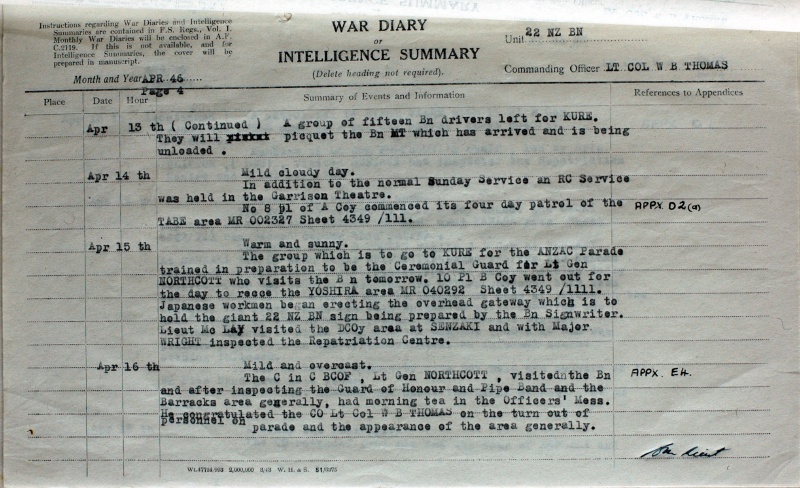 Instructions regarding War Diaries and Intelligence
Summaries are contained in F.S. Regs., Vol. I.
Monthly War Diaries will be enclosed in A.F.
C.2119. If this is not available, and for
Intelligence Summaries, the cover will be
prepared in manuscript.
WAR DIARY
or
INTELLIGENCE SUMMARY
(Delete heading not required).
Unit 22 NZ BN
Commanding Officer LT COL W B THOMAS
Month and Year APR 46
Page 4
Place Date Hour Summary of Events and Information References to Appendices
Apr 13 th ( Continued ) A group of fifteen Bn drivers left for KURE.
They will picquet the Bn MT which has arrived and is being
unloaded .
Apr 14 th Mild cloudy day.
In addition to the normal Sunday Service an RC Service
was held in the Garrison Theatre.
No 8 pl of A Coy commenced its four day patrol of the APPX. D2(a)
TABE area MR 002327 Sheet 4349 /111.
Apr 15 th Warm and sunny.
The group which is to go to KURE for the ANZAC Parade
trained in preparation to be the Ceremonial Guard for Lt Gen
NORTHCOTT who visits the B n tomorrow. 10 Pl B Coy went out for
the day to recce the YOSHIRA area MR 040292 Sheet 4349 /1111.
Japanese workmen began erecting the overhead gateway which is to
hold the giant 22 NZ BN sign being prepared by the Bn Signwriter.
Lieut Mc LAY visited the DCOy area at SENZAKI and with Major
WRIGHT inspected the Repatriation Centre.
Apr 16 th Mild and overcast.
The C in C BCOF , Lt Gen NORTHCOTT , visited the Bn APPX. E4.
and after inspecting the Guard of Honour and Pipe Band and the
Barracks area generally, had morning tea in the Officers' Mess.
He congratulated the CO Lt Col W B THOMAS on the turn out of
personnel on parade and the appearance of the area generally.
2,000,000 W. H. & S.